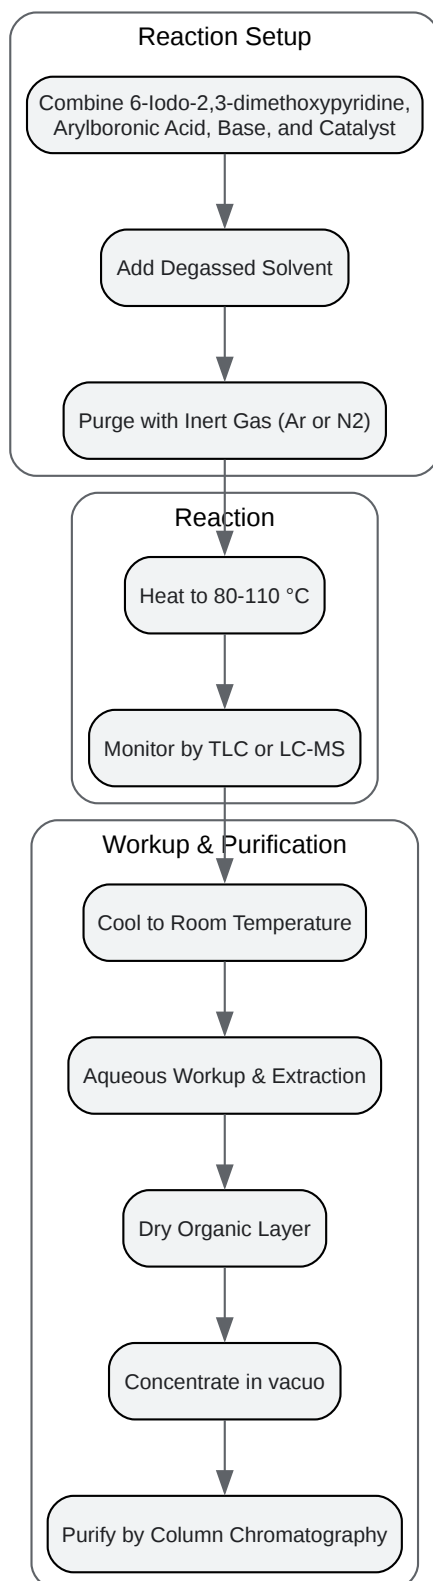 Reaction Setup
Combine 6-Iodo-2,3-dimethoxypyridine,
Arylboronic Acid, Base, and Catalyst
Add Degassed Solvent
Purge with Inert Gas (Ar or N2)
Reaction
Heat to 80-110 °C
Monitor by TLC or LC-MS
Workup & Purification
Cool to Room Temperature
Aqueous Workup & Extraction
Dry Organic Layer
Concentrate in vacuo
Purify by Column Chromatography